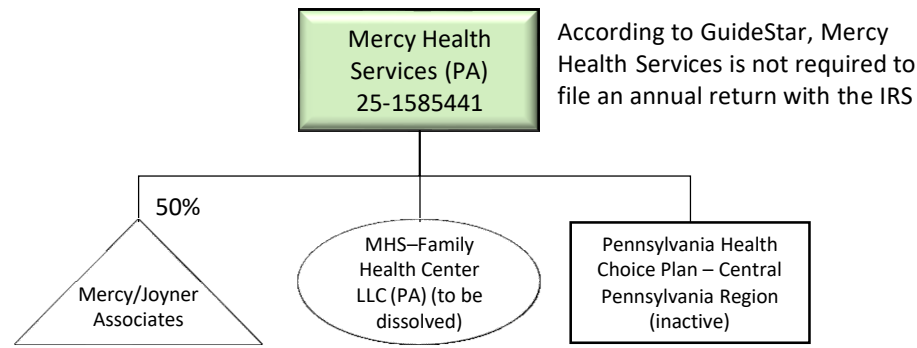 Mercy Health
Services (PA)
25-1585441
According to GuideStar, Mercy
Health Services is not required to
file an annual return with the IRS
50%
Mercy/Joyner
Associates
MHS–Family
Health Center
LLC (PA) (to be
dissolved)
Pennsylvania Health
Choice Plan – Central
Pennsylvania Region
(inactive)